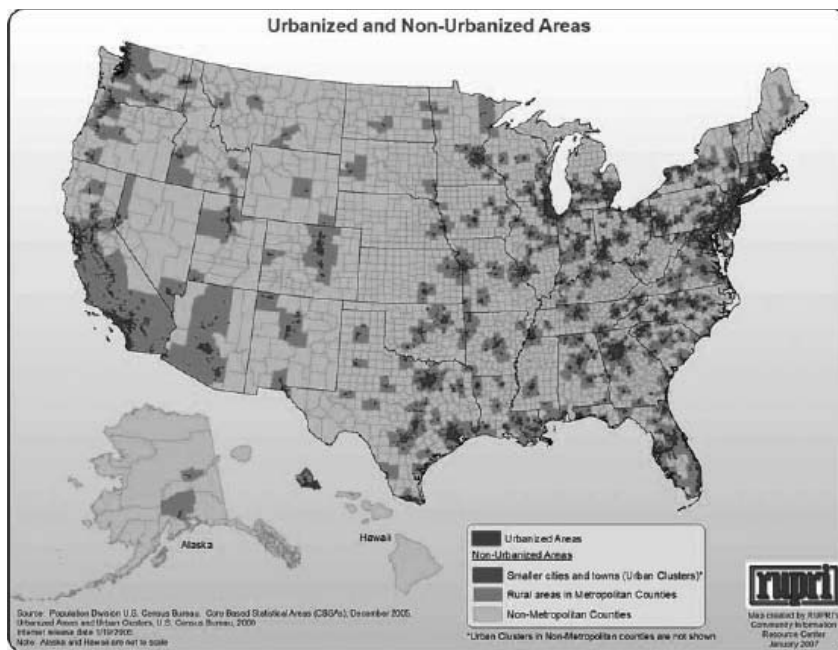 Urbanized and Non-Urbanized Areas
Alaska
Hawaii
Urbanized Areas
Non-Urbanized Areas
Smaller cities and towns (Urban Clusters)*
Rural areas in Metropolitan Counties
Non-Metropolitan Counties
Source: Population Division U.S. Census Bureau. Core Based Statistical Areas (CBSAs), December 2005.
Urbanized Areas and Urban Clusters, U.S. Census Bureau, 2000
Internet release date
Note: Alaska and Hawaii are not to scale
*Urban Clusters in Non-Metropolitan counties are not shown
rupri
Map created by RUPRI's
Community Information
Resource Center
January 2007